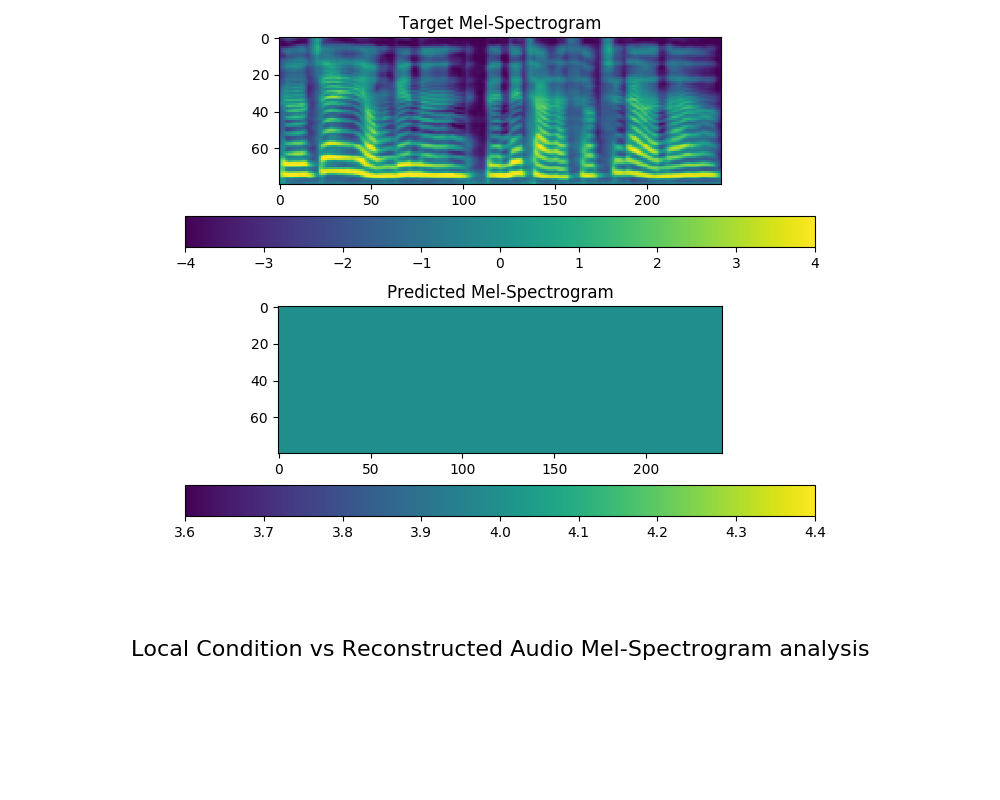 Target Mel-Spectrogram
0
20
40
60
0 50 100 150 200
−4 −3 −2 −1 0 1 2 3 4
Predicted Mel-Spectrogram
0
20
40
60
0 50 100 150 200
3.6 3.7 3.8 3.9 4.0 4.1 4.2 4.3 4.4
Local Condition vs Reconstructed Audio Mel-Spectrogram analysis